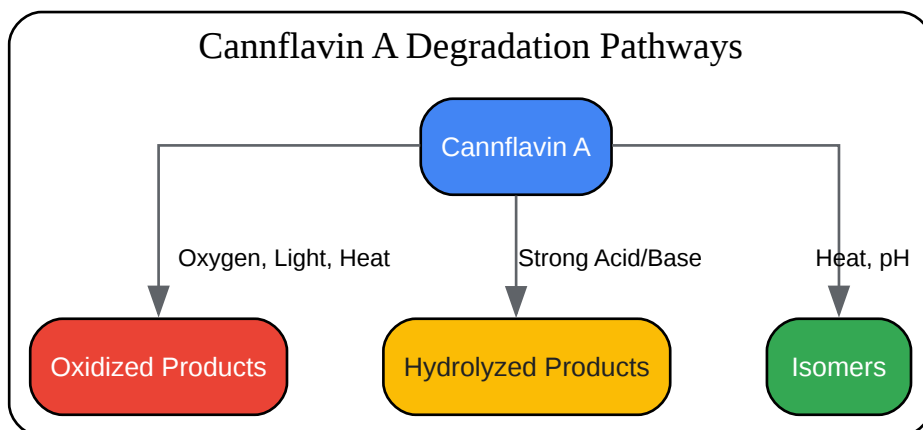 Cannflavin A Degradation Pathways
Cannflavin A
Oxygen, Light, Heat
Strong Acid/Base
Heat, pH
Oxidized Products
Hydrolyzed Products
Isomers